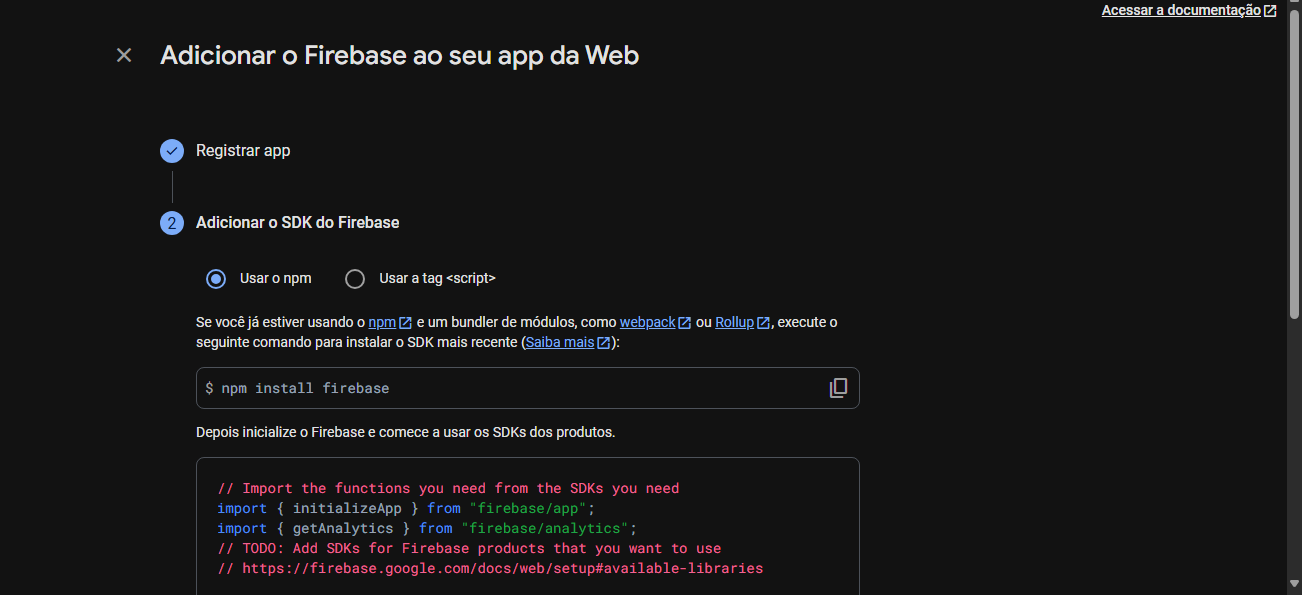 Acessar a documentação
Adicionar o Firebase ao seu app da Web
Registrar app
2 Adicionar o SDK do Firebase
Usar o npm Usar a tag <script>
Se você já estiver usando o npm e um bundler de módulos, como webpack ou Rollup, execute o
seguinte comando para instalar o SDK mais recente (Saiba mais):
$ npm install firebase
Depois inicialize o Firebase e comece a usar os SDKs dos produtos.
// Import the functions you need from the SDKs you need
import { initializeApp } from "firebase/app";
import { getAnalytics } from "firebase/analytics";
// TODO: Add SDKs for Firebase products that you want to use
// https://firebase.google.com/docs/web/setup#available-libraries